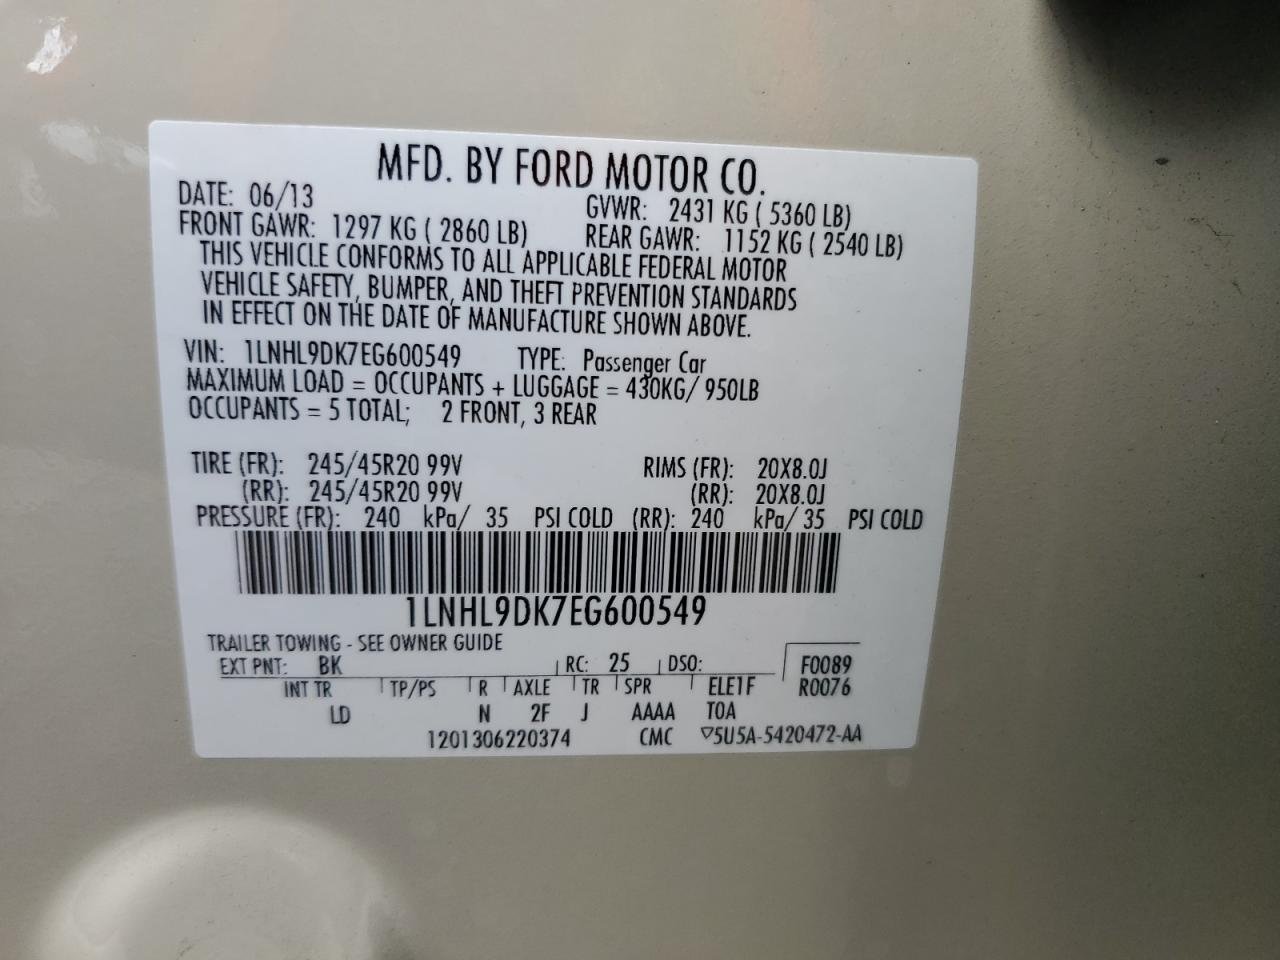 MFD. BY FORD MOTOR CO.
DATE: 06/13 GVWR: 2431 KG ( 5360 LB)
FRONT GAWR: 1297 KG ( 2860 LB) REAR GAWR: 1152 KG ( 2540 LB)
THIS VEHICLE CONFORMS TO ALL APPLICABLE FEDERAL MOTOR
VEHICLE SAFETY, BUMPER, AND THEFT PREVENTION STANDARDS
IN EFFECT ON THE DATE OF MANUFACTURE SHOWN ABOVE.
VIN: 1LNHL9DK7EG600549 TYPE: Passenger Car
MAXIMUM LOAD = OCCUPANTS + LUGGAGE = 430KG/ 950LB
OCCUPANTS = 5 TOTAL; 2 FRONT, 3 REAR
TIRE (FR): 245/45R20 99V RIMS (FR): 20X8.0J
(RR): 245/45R20 99V (RR): 20X8.0J
PRESSURE (FR): 240 kPa/ 35 PSI COLD (RR): 240 kPa/ 35 PSI COLD
1LNHL9DK7EG600549
TRAILER TOWING - SEE OWNER GUIDE
EXT PNT: BK RC: 25 DSO: F0089
INT TR TP/PS R AXLE TR SPR ELE1F R0076
LD N 2F J AAAA T0A
1201306220374 CMC ▽5U5A-5420472-AA